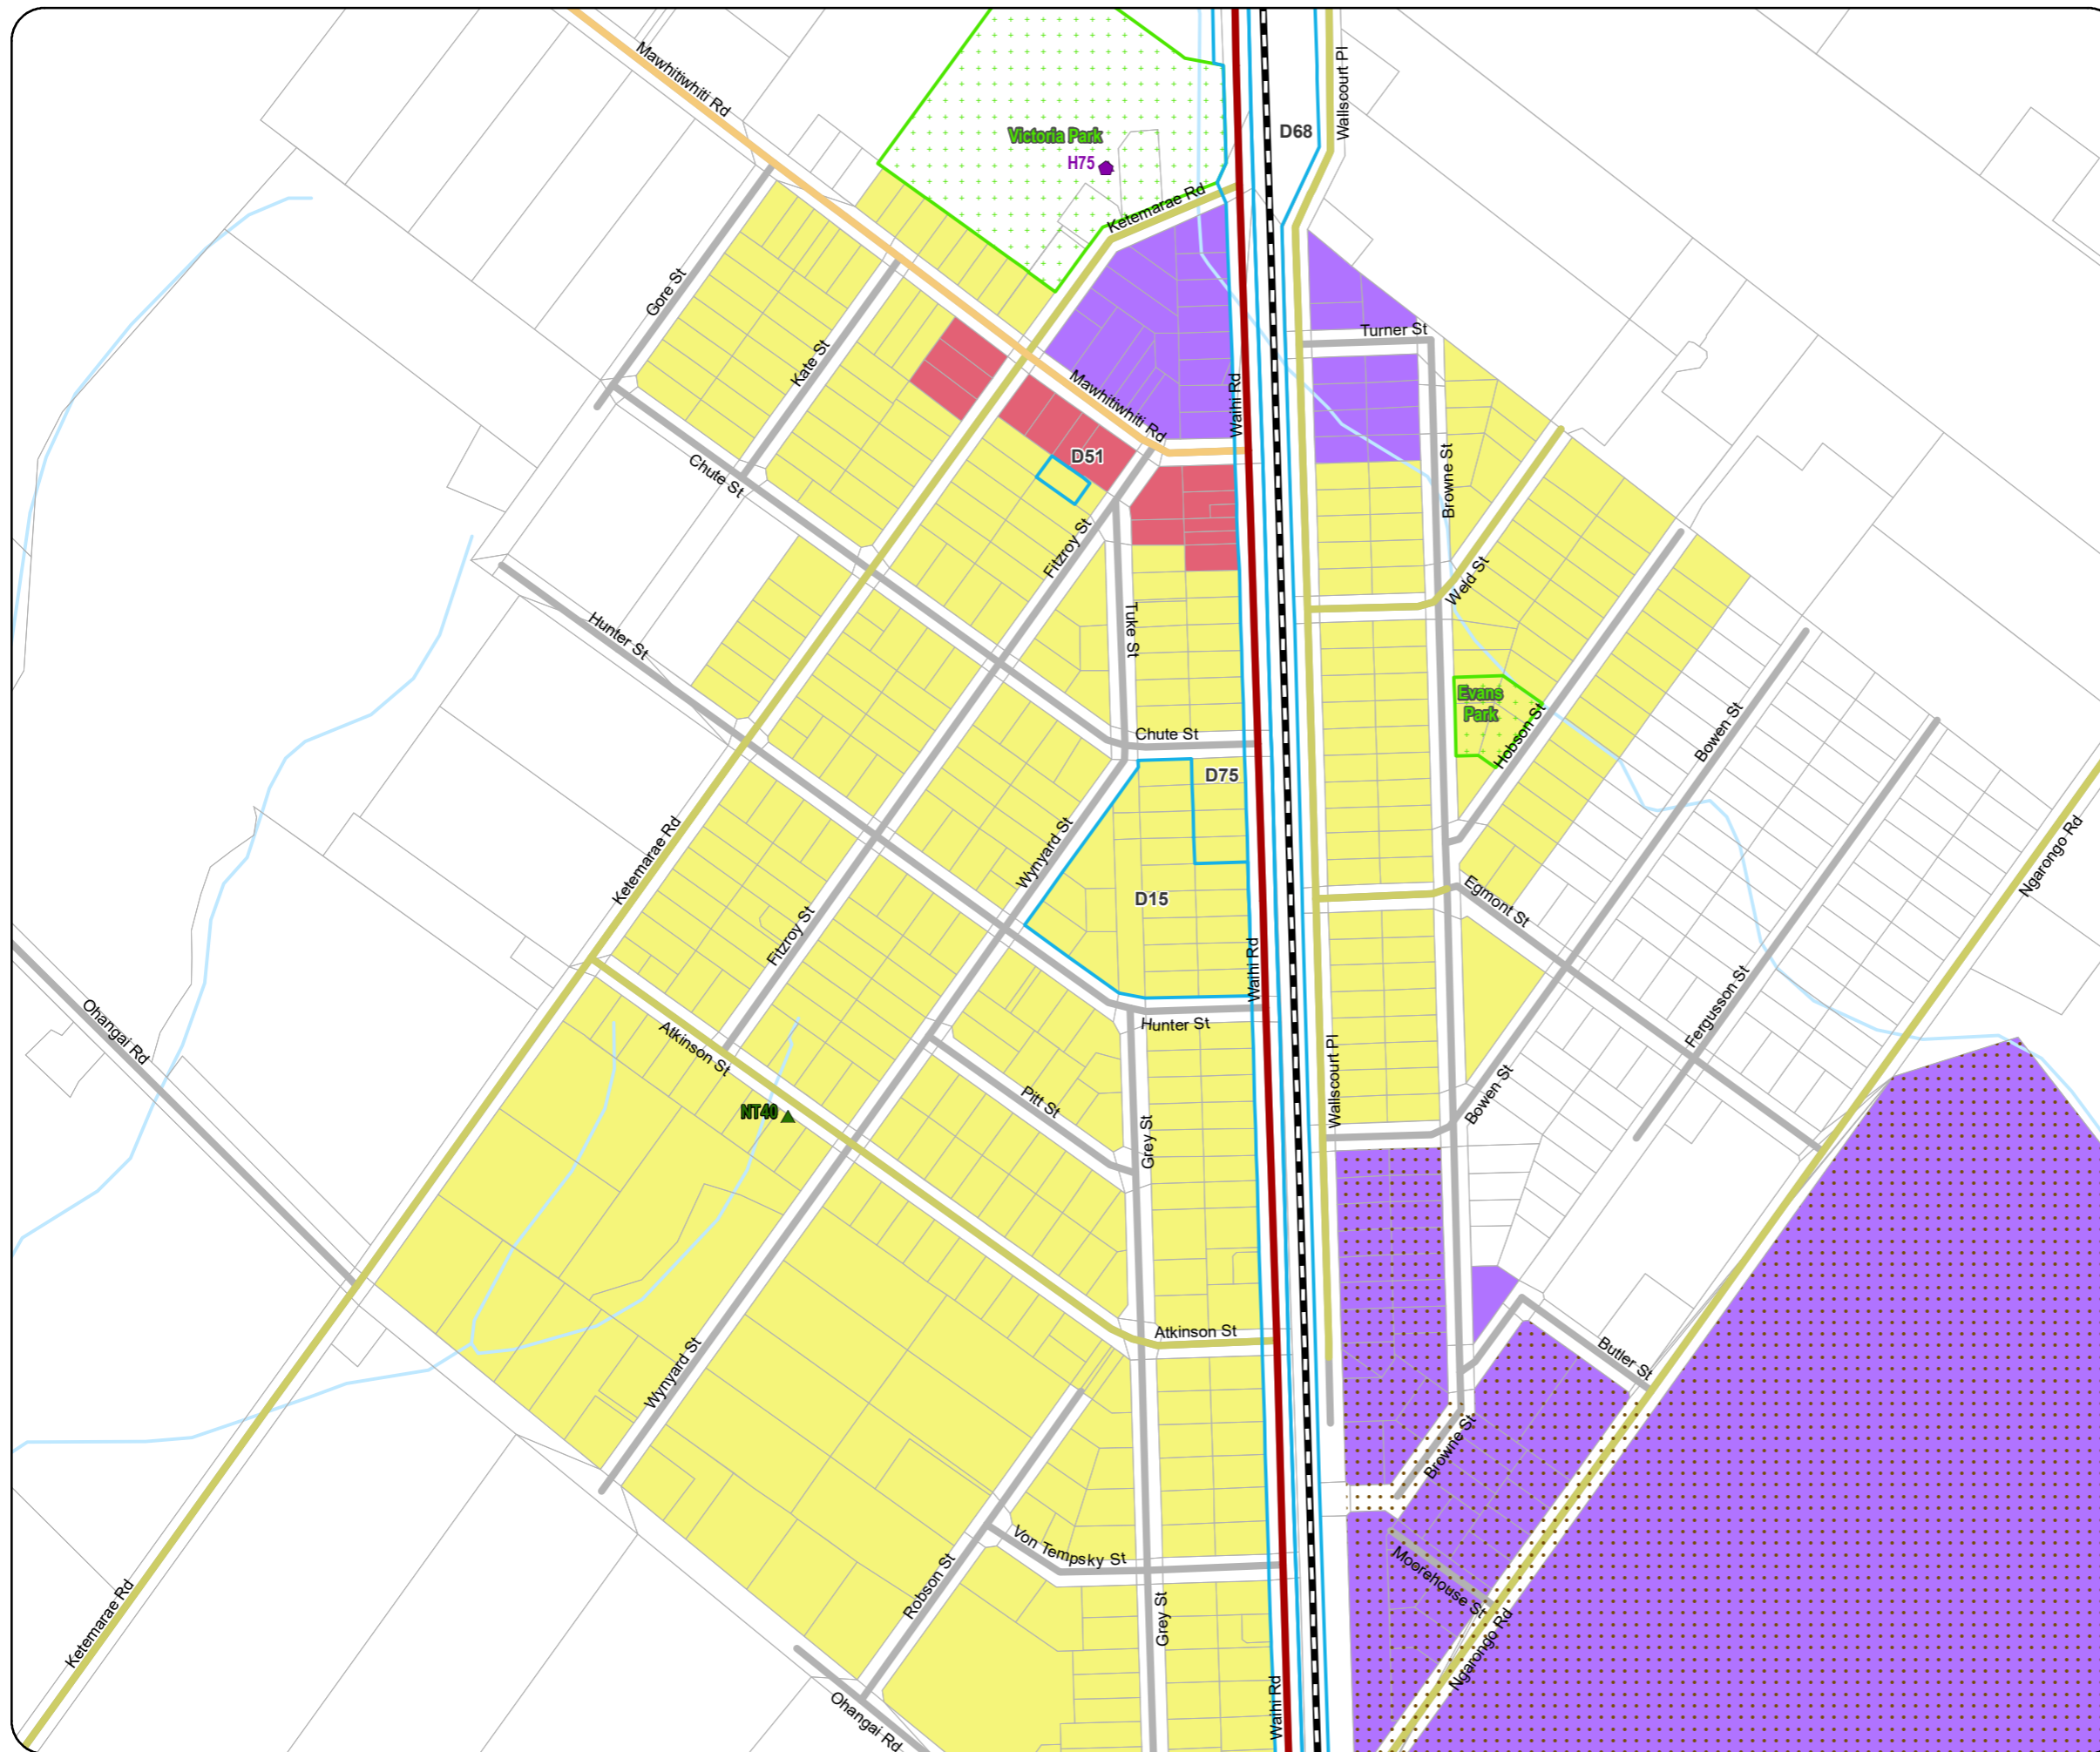 Mawhitiwhiti Rd
Wallscourt Pl
D68
Victoria Park
H75
Ketemarae Rd
Gore St
Turner St
Kate St
Mawhitiwhiti Rd
Waihi Rd
D51
Chute St
Browne St
Fitzroy St
Weld St
Tuke St
Hunter St
Evans
Park
Hobson St
Bowen St
Chute St
D75
Ketemarae Rd
Wynyard St
Ngarongo Rd
D15
Egmont St
Fitzroy St
Waihi Rd
Fergusson St
Ohangai Rd
Atkinson St
Hunter St
Wallscourt Pl
NT40
Pitt St
Grey St
Bowen St
Atkinson St
Butler St
Wynyard St
Browne St
Von Tempsky St
Robson St
Moorehouse St
Grey St
Ketemarae Rd
Ngarongo Rd
Waihi Rd
Ohangai Rd